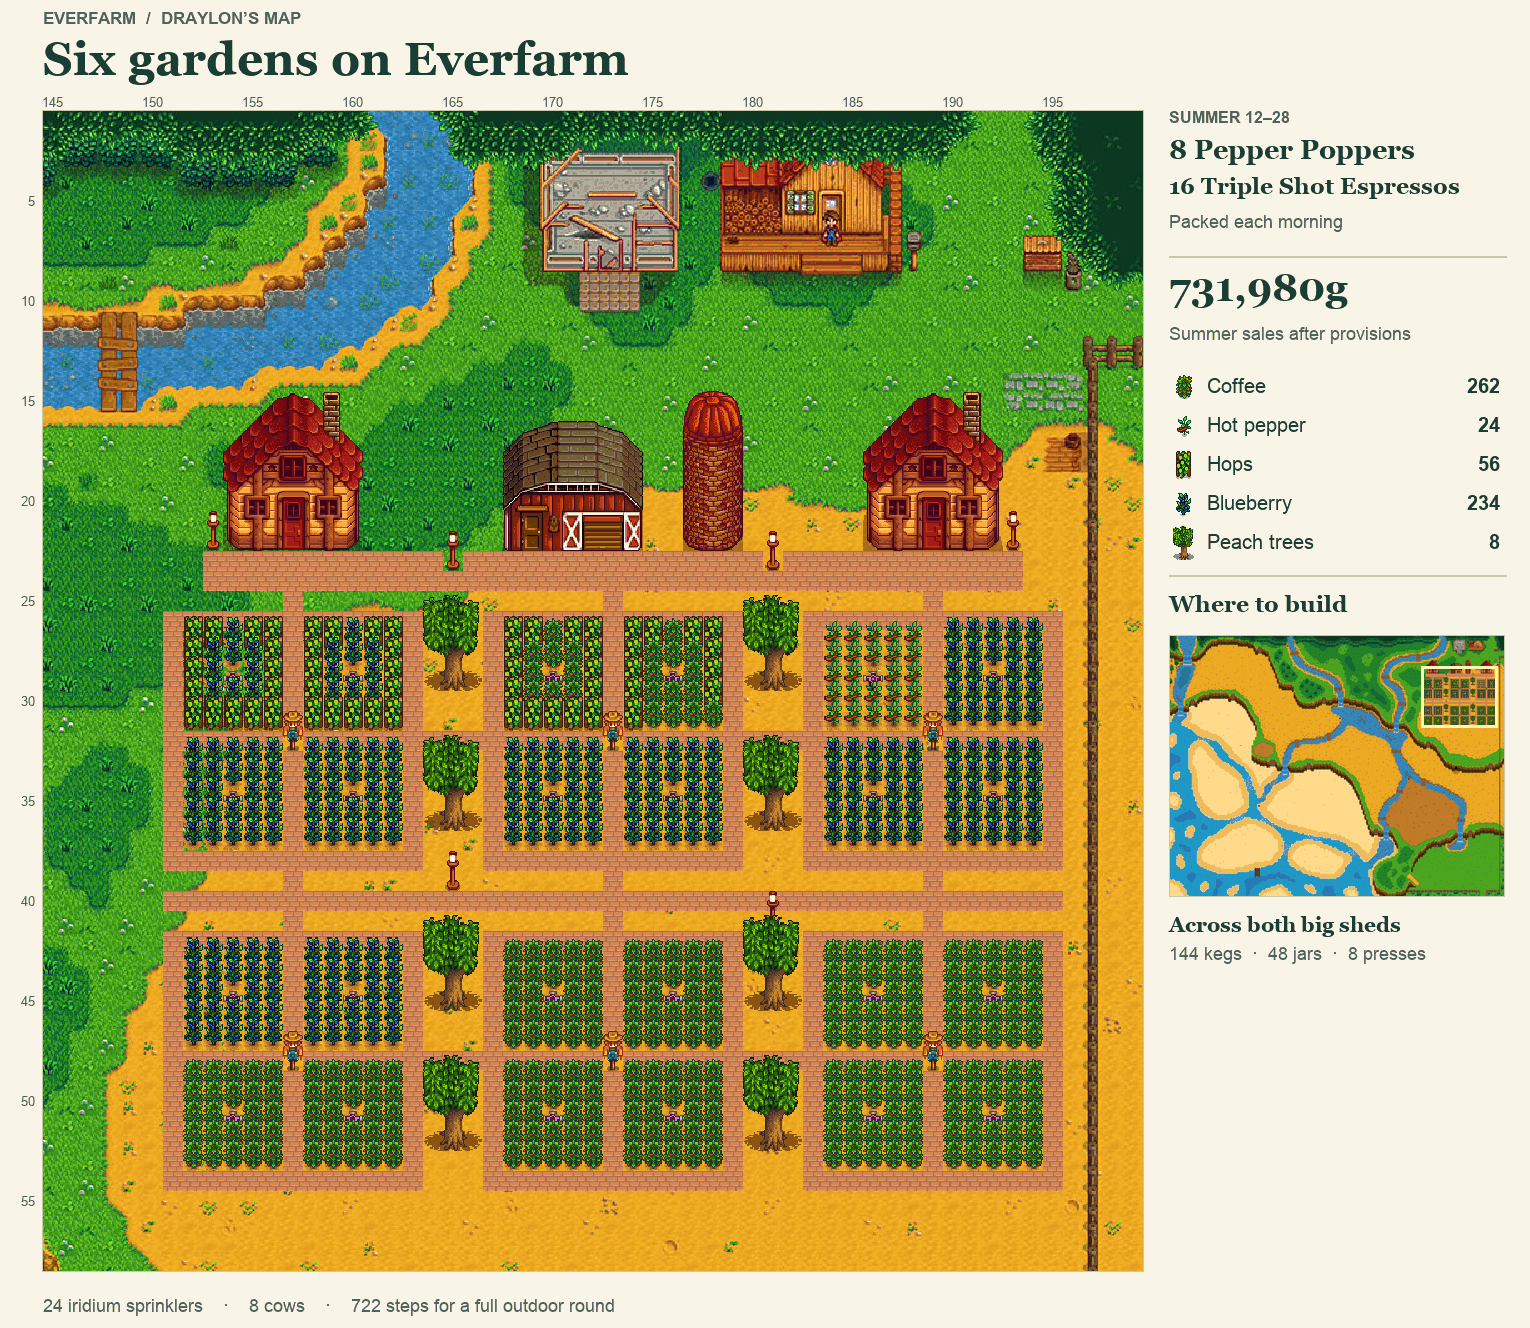 EVERFARM / DRAYLON’S MAP
Six gardens on Everfarm
145 150 155 160 165 170 175 180 185 190 195
5
10
15
20
25
30
35
40
45
50
55
SUMMER 12–28
8 Pepper Poppers
16 Triple Shot Espressos
Packed each morning
731,980g
Summer sales after provisions
Coffee 262
Hot pepper 24
Hops 56
Blueberry 234
Peach trees 8
Where to build
Across both big sheds
144 kegs · 48 jars · 8 presses
24 iridium sprinklers · 8 cows · 722 steps for a full outdoor round